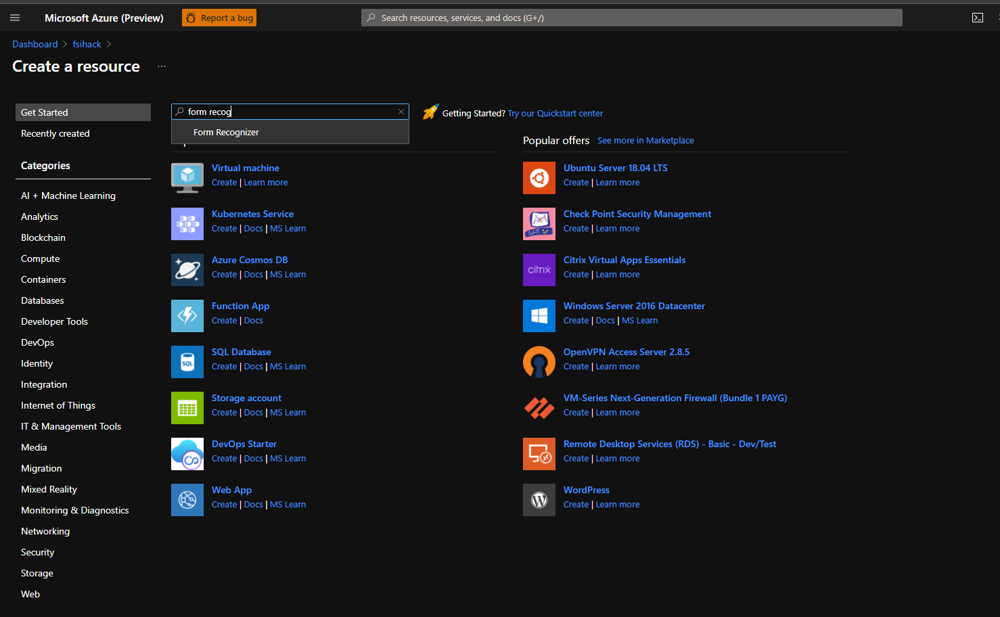 Microsoft Azure (Preview)
Report a bug
Search resources, services, and docs (G+/)
Dashboard > fsihack >
Create a resource ...
Get Started
Recently created
Categories
AI + Machine Learning
Analytics
Blockchain
Compute
Containers
Databases
Developer Tools
DevOps
Identity
Integration
Internet of Things
IT & Management Tools
Media
Migration
Mixed Reality
Monitoring & Diagnostics
Networking
Security
Storage
Web
form recog
Form Recognizer
Getting Started? Try our Quickstart center
Virtual machine
Create | Learn more
Kubernetes Service
Create | Docs | MS Learn
Azure Cosmos DB
Create | Docs | MS Learn
Function App
Create | Docs
SQL
SQL Database
Create | Docs | MS Learn
Storage account
Create | Docs | MS Learn
DevOps Starter
Create | Docs | MS Learn
Web App
Create | Docs | MS Learn
Popular offers See more in Marketplace
Ubuntu Server 18.04 LTS
Create | Learn more
Check Point Security Management
Create | Learn more
citrix
Citrix Virtual Apps Essentials
Create | Learn more
Windows Server 2016 Datacenter
Create | Docs | MS Learn
OpenVPN Access Server 2.8.5
Create | Learn more
VM-Series Next-Generation Firewall (Bundle 1 PAYG)
Create | Learn more
Remote Desktop Services (RDS) - Basic - Dev/Test
Create | Learn more
WordPress
Create | Learn more